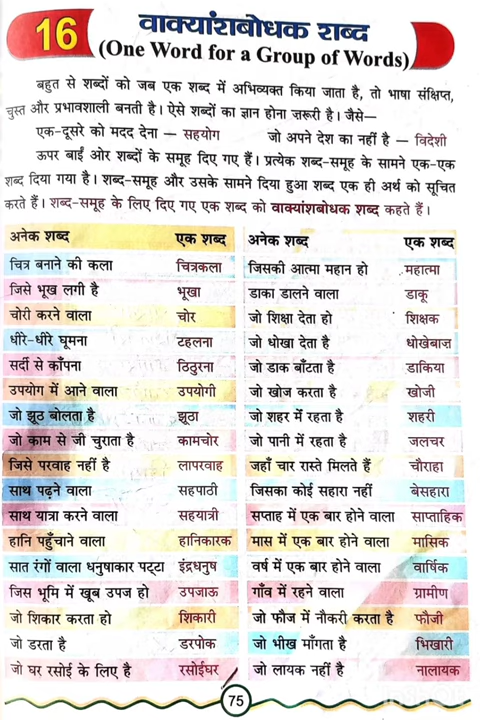 16
वाक्यांशबोधक शब्द
(One Word for a Group of Words)
बहुत से शब्दों को जब एक शब्द में अभिव्यक्त किया जाता है, तो भाषा संक्षिप्त,
चुस्त और प्रभावशाली बनती है। ऐसे शब्दों का ज्ञान होना ज़रूरी है। जैसे—
एक-दूसरे को मदद देना — सहयोग जो अपने देश का नहीं है — विदेशी
ऊपर बाईं ओर शब्दों के समूह दिए गए हैं। प्रत्येक शब्द-समूह के सामने एक-एक
शब्द दिया गया है। शब्द-समूह और उसके सामने दिया हुआ शब्द एक ही अर्थ को सूचित
करते हैं। शब्द-समूह के लिए दिए गए एक शब्द को वाक्यांशबोधक शब्द कहते हैं।
अनेक शब्द एक शब्द अनेक शब्द एक शब्द
चित्र बनाने की कला चित्रकला जिसकी आत्मा महान हो महात्मा
जिसे भूख लगी है भूखा डाका डालने वाला डाकू
चोरी करने वाला चोर जो शिक्षा देता हो शिक्षक
धीरे-धीरे घूमना टहलना जो धोखा देता है धोखेबाज़
सर्दी से काँपना ठिठुरना जो डाक बाँटता है डाकिया
उपयोग में आने वाला उपयोगी जो खोज करता है खोजी
जो झूठ बोलता है झूठा जो शहर में रहता है शहरी
जो काम से जी चुराता है कामचोर जो पानी में रहता है जलचर
जिसे परवाह नहीं है लापरवाह जहाँ चार रास्ते मिलते हैं चौराहा
साथ पढ़ने वाला सहपाठी जिसका कोई सहारा नहीं बेसहारा
साथ यात्रा करने वाला सहयात्री सप्ताह में एक बार होने वाला साप्ताहिक
हानि पहुँचाने वाला हानिकारक मास में एक बार होने वाला मासिक
सात रंगों वाला धनुषाकार पट्टा इंद्रधनुष वर्ष में एक बार होने वाला वार्षिक
जिस भूमि में खूब उपज हो उपजाऊ गाँव में रहने वाला ग्रामीण
जो शिकार करता हो शिकारी जो फौज में नौकरी करता है फौजी
जो डरता है डरपोक जो भीख माँगता है भिखारी
जो घर रसोई के लिए है रसोईघर जो लायक नहीं है नालायक
75